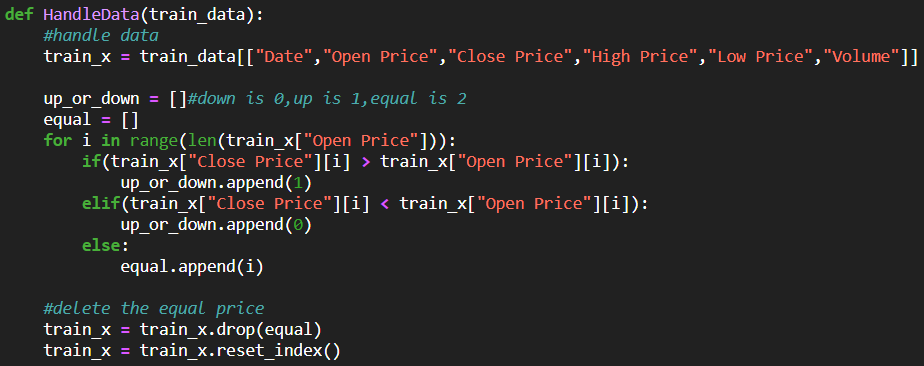 def HandleData(train_data):
    #handle data
    train_x = train_data[["Date","Open Price","Close Price","High Price","Low Price","Volume"]]

    up_or_down = []#down is 0,up is 1,equal is 2
    equal = []
    for i in range(len(train_x["Open Price"])):
        if(train_x["Close Price"][i] > train_x["Open Price"][i]):
            up_or_down.append(1)
        elif(train_x["Close Price"][i] < train_x["Open Price"][i]):
            up_or_down.append(0)
        else:
            equal.append(i)

    #delete the equal price
    train_x = train_x.drop(equal)
    train_x = train_x.reset_index()